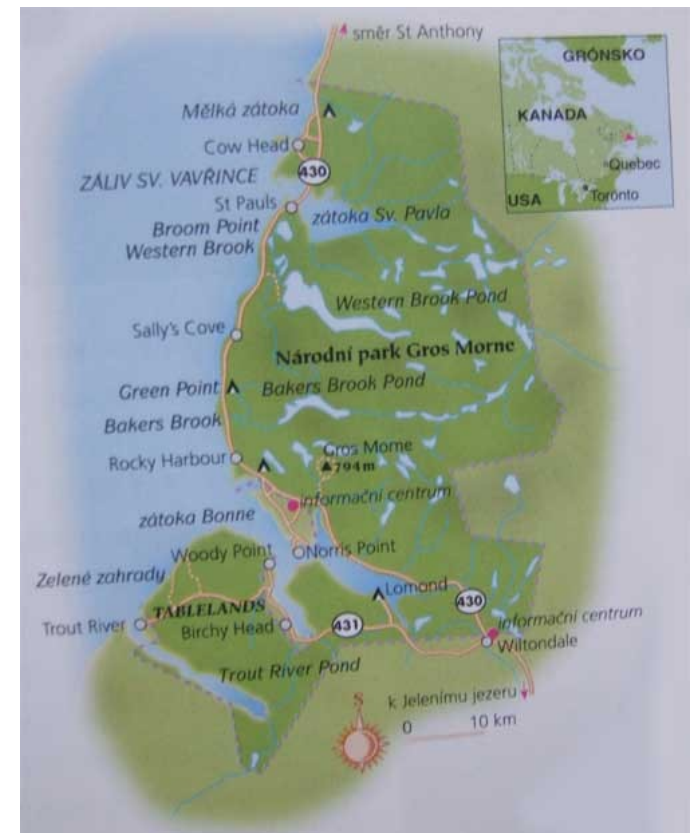 směr St Anthony
GRÓNSKO
KANADA
Quebec
USA
Torónto
Mělká zátoka
Cow Head
430
ZÁLIV SV. VAVŘINCE
St Pauls
zátoka Sv. Pavla
Broom Point
Western Brook
Western Brook Pond
Sally's Cove
Národní park Gros Morne
Green Point
Bakers Brook Pond
Bakers Brook
Gros Morne
794m
Rocky Harbour
informační centrum
zátoka Bonne
Woody Point
Norris Point
Zelené zahrady
Lomond
TABLELANDS
430
Trout River
Birchy Head
431
informační centrum
Wiltondale
Trout River Pond
k Jelenímu jezeru
S
0 10 km